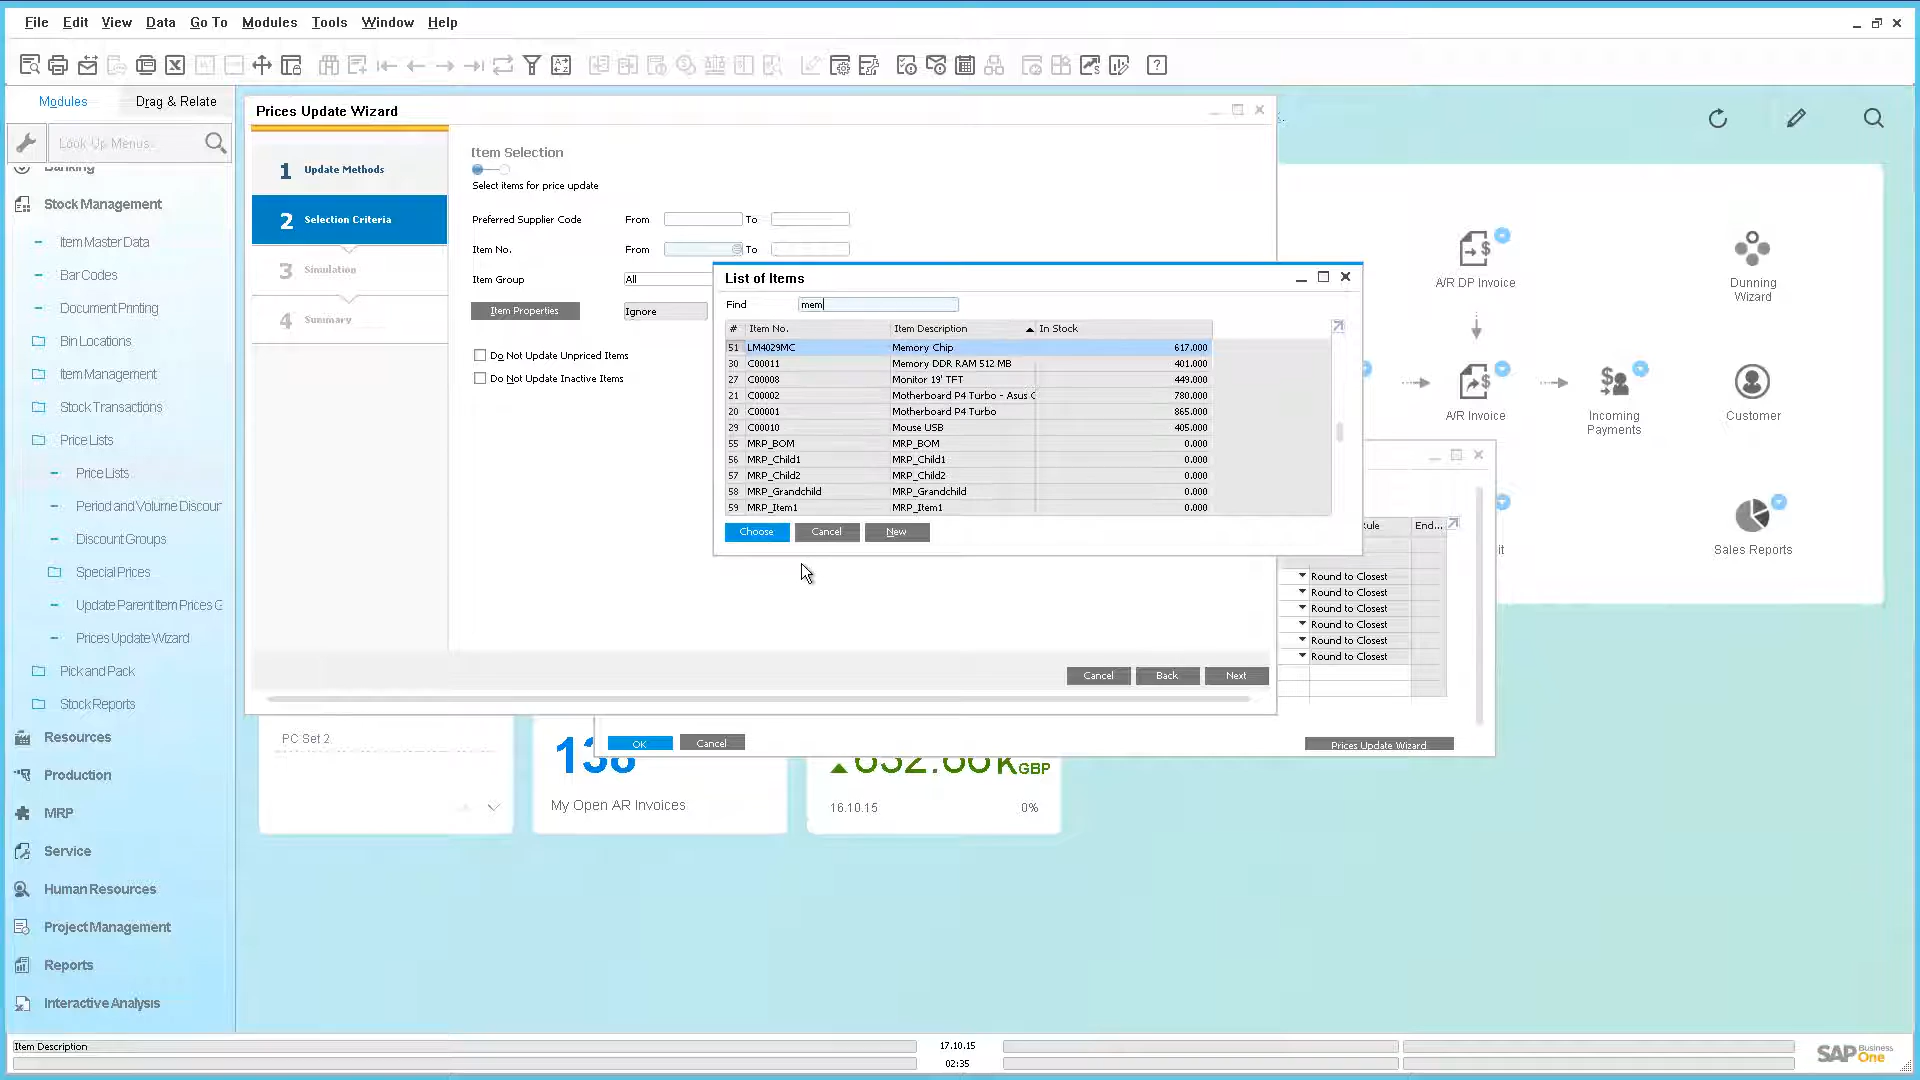 File Edit View Data Go To Modules Tools Window Help
Modules Drag & Relate
Look Up Menus...
Banking
Stock Management
Item Master Data
Bar Codes
Document Printing
Bin Locations
Item Management
Stock Transactions
Price Lists
Price Lists
Period and Volume Discour
Discount Groups
Special Prices
Update Parent Item Prices G
Prices Update Wizard
Pick and Pack
Stock Reports
Resources
Production
MRP
Service
Human Resources
Project Management
Reports
Interactive Analysis
Prices Update Wizard
1 Update Methods
2 Selection Criteria
3 Simulation
4 Summary
Item Selection
Select items for price update
Preferred Supplier Code From To
Item No. From To
Item Group All
Item Properties Ignore
Do Not Update Unpriced Items
Do Not Update Inactive Items
Cancel Back Next
List of Items
Find mem
# Item No. Item Description In Stock
51 LM4029MC Memory Chip 617.000
30 C00011 Memory DDR RAM 512 MB 401.000
27 C00008 Monitor 19' TFT 449.000
21 C00002 Motherboard P4 Turbo - Asus C 780.000
20 C00001 Motherboard P4 Turbo 865.000
29 C00010 Mouse USB 405.000
55 MRP_BOM MRP_BOM 0.000
56 MRP_Child1 MRP_Child1 0.000
57 MRP_Child2 MRP_Child2 0.000
58 MRP_Grandchild MRP_Grandchild 0.000
59 MRP_Item1 MRP_Item1 0.000
Choose Cancel New
A/R DP Invoice
Dunning
Wizard
A/R Invoice
Incoming
Payments
Customer
Sales Reports
it
ule End...
Round to Closest
Round to Closest
Round to Closest
Round to Closest
Round to Closest
Round to Closest
OK Cancel Prices Update Wizard
PC Set 2
138
My Open AR Invoices
GBP
16.10.15 0%
Item Description
17.10.15
02:35
SAP Business One